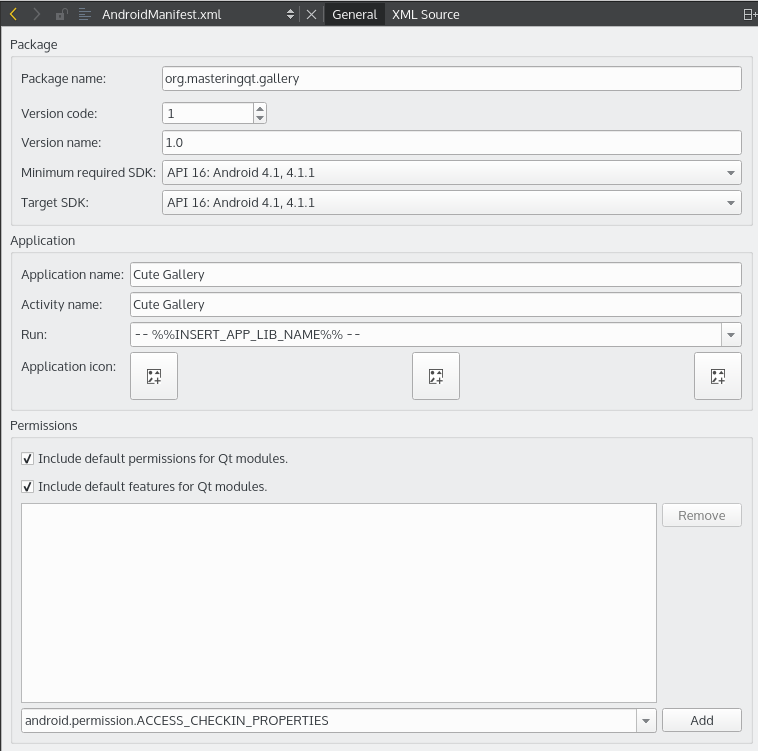 AndroidManifest.xml General XML Source
Package
Package name: org.masteringqt.gallery
Version code: 1
Version name: 1.0
Minimum required SDK: API 16: Android 4.1, 4.1.1
Target SDK: API 16: Android 4.1, 4.1.1
Application
Application name: Cute Gallery
Activity name: Cute Gallery
Run: -- %%INSERT_APP_LIB_NAME%% --
Application icon:
Permissions
Include default permissions for Qt modules.
Include default features for Qt modules.
Remove
android.permission.ACCESS_CHECKIN_PROPERTIES Add